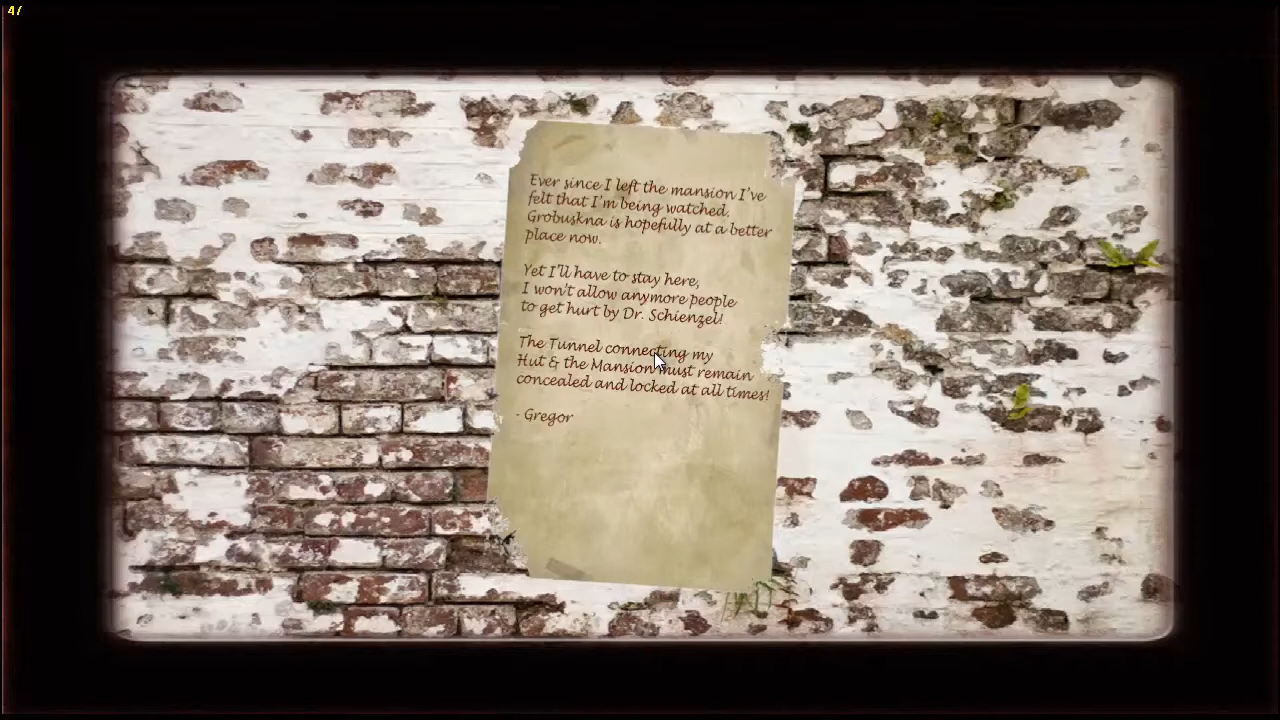 47
Ever since I left the mansion I've
felt that I'm being watched.
Grobuskna is hopefully at a better
place now.
Yet I'll have to stay here,
I won't allow anymore people
to get hurt by Dr. Schienzel!
The Tunnel connecting my
Hut & the Mansion must remain
concealed and locked at all times!
- Gregor